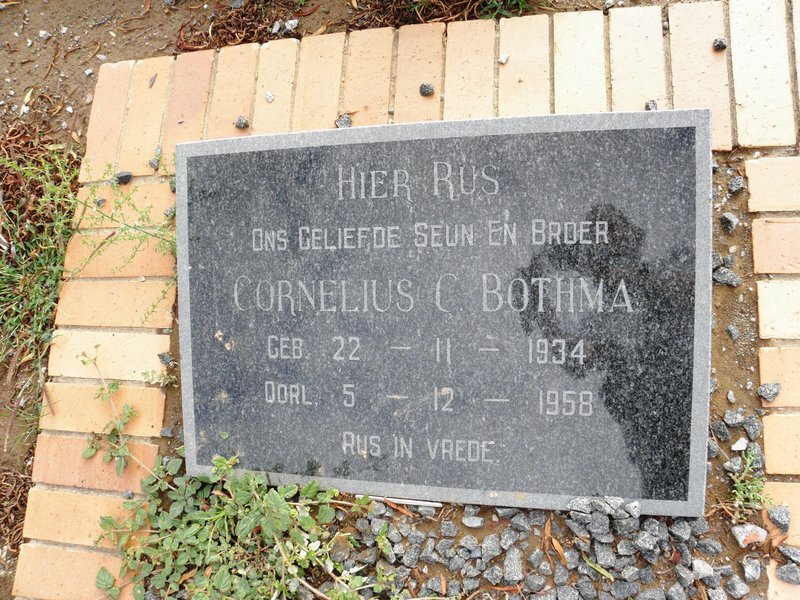 HIER RUS
ONS GELIEFDE SEUN EN BROER
CORNELIUS C BOTHMA
GEB. 22 – 11 – 1934
OORL. 5 – 12 – 1958
RUS IN VREDE.